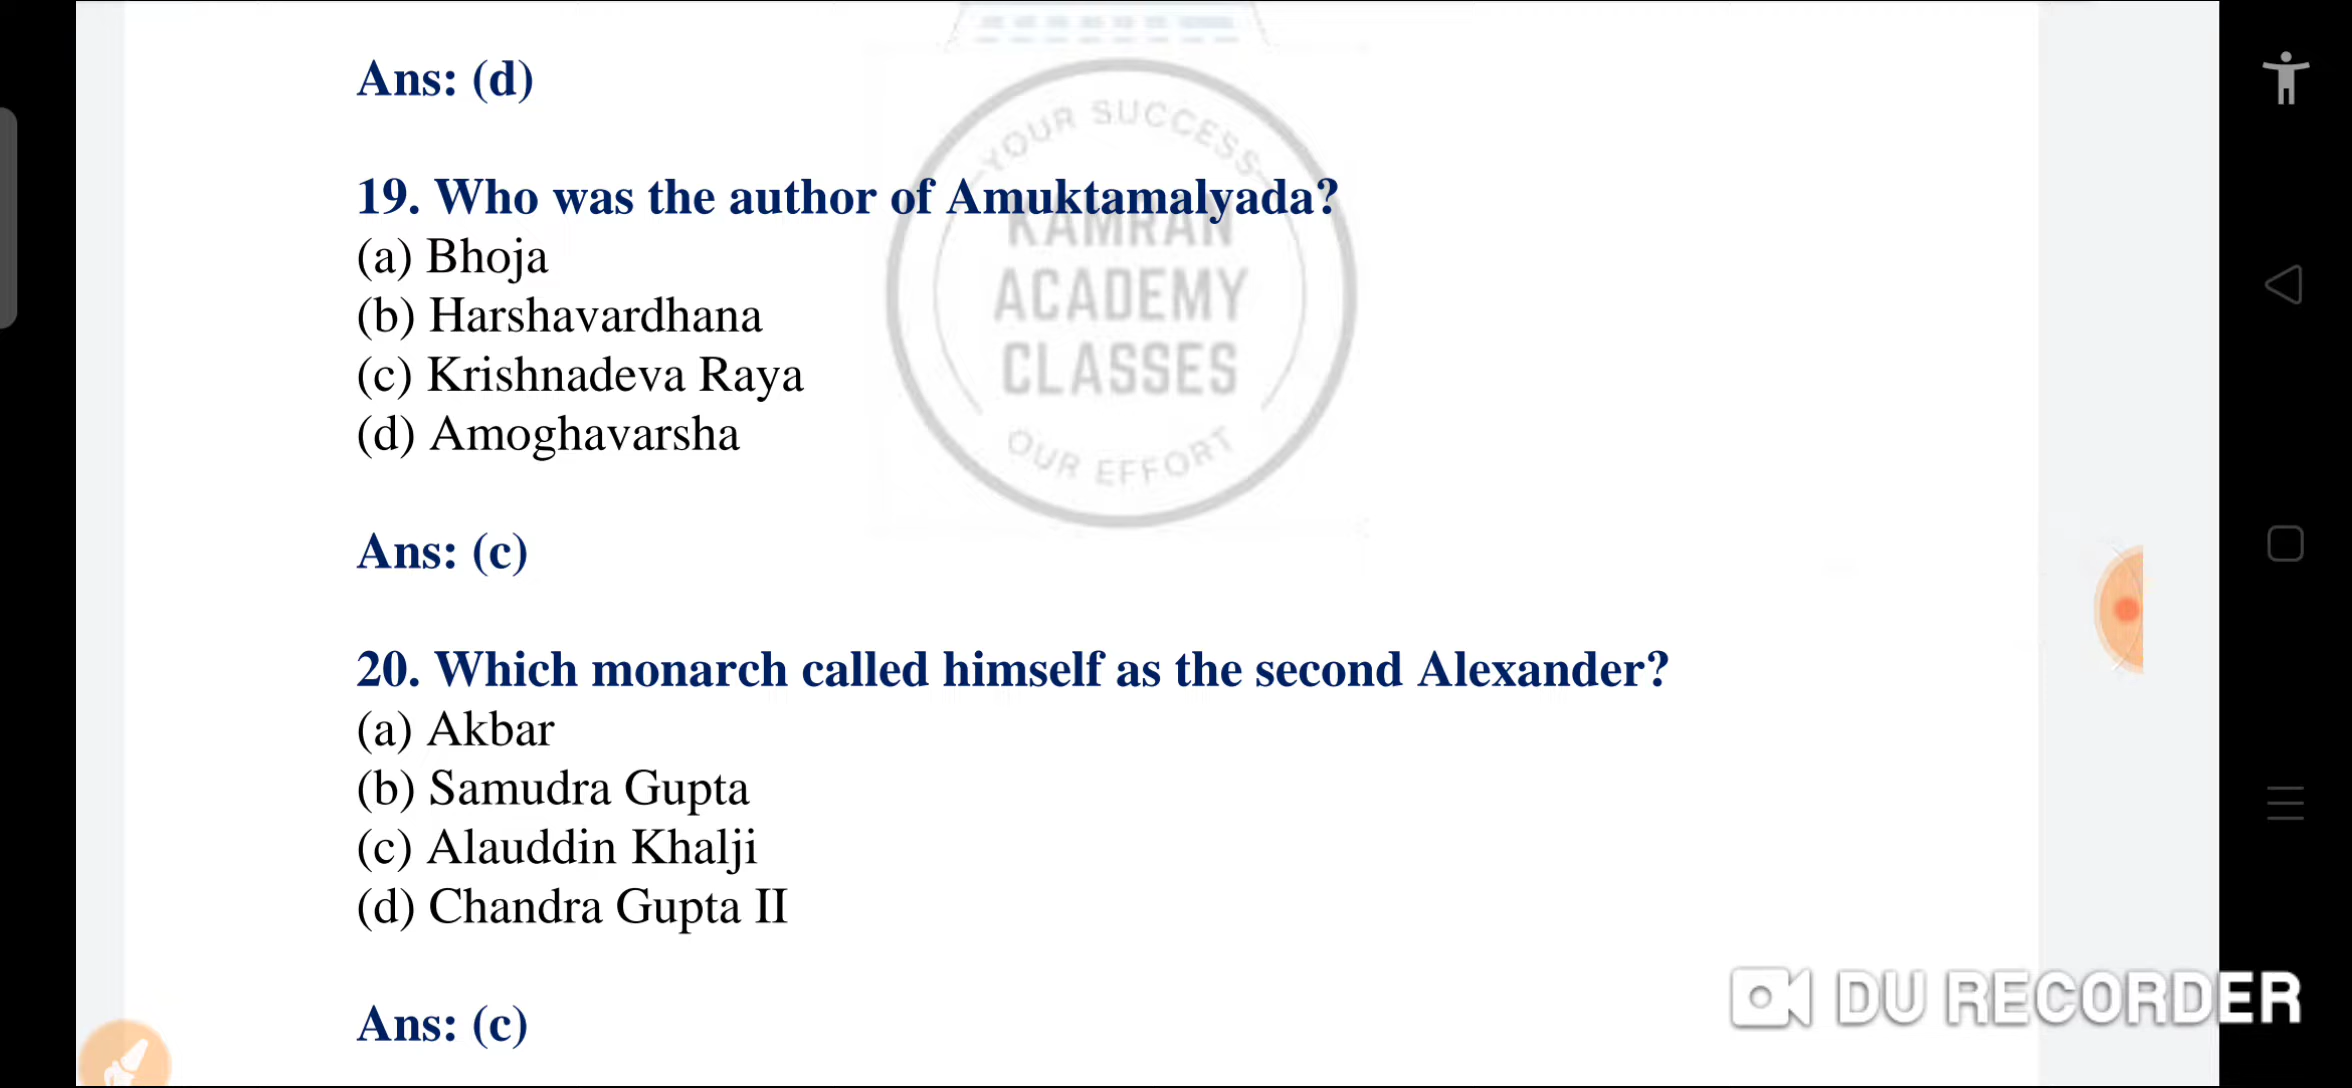 Ans: (d)
YOUR SUCCESS
19. Who was the author of Amuktamalyada?
KAMRAN
ACADEMY
CLASSES
OUR EFFORT
(a) Bhoja
(b) Harshavardhana
(c) Krishnadeva Raya
(d) Amoghavarsha
Ans: (c)
20. Which monarch called himself as the second Alexander?
(a) Akbar
(b) Samudra Gupta
(c) Alauddin Khalji
(d) Chandra Gupta II
Ans: (c)
DU RECORDER